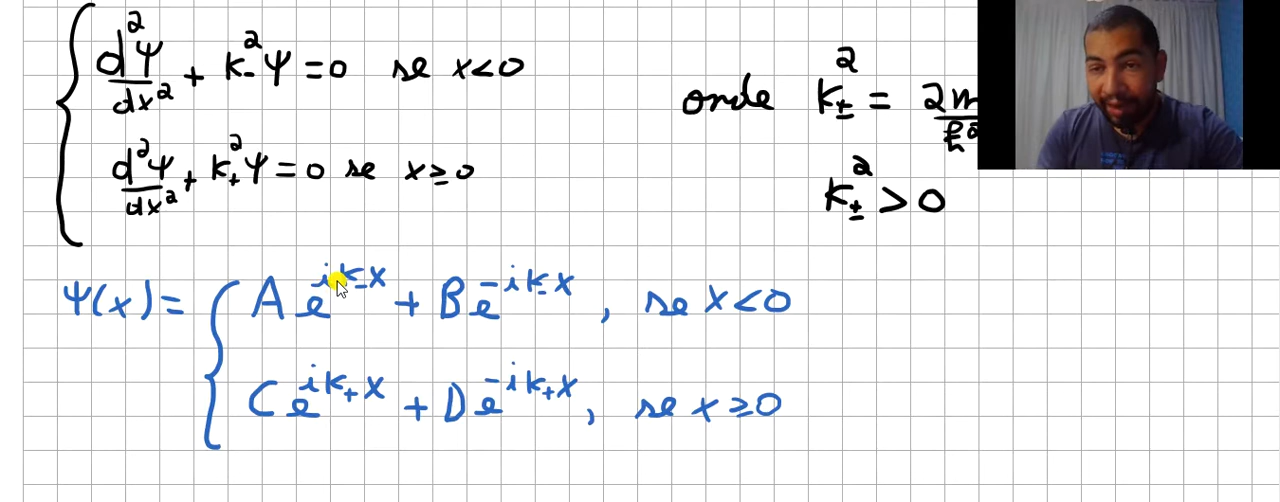 d²Ψ/dx² + k₋²Ψ = 0 se x < 0
onde k±² = 2m/ħ²
d²Ψ/dx² + k₊²Ψ = 0 se x ≥ 0
k±² > 0
Ψ(x) = { A e^{ik₋x} + B e^{-ik₋x}, se x < 0
C e^{ik₊x} + D e^{-ik₊x}, se x ≥ 0